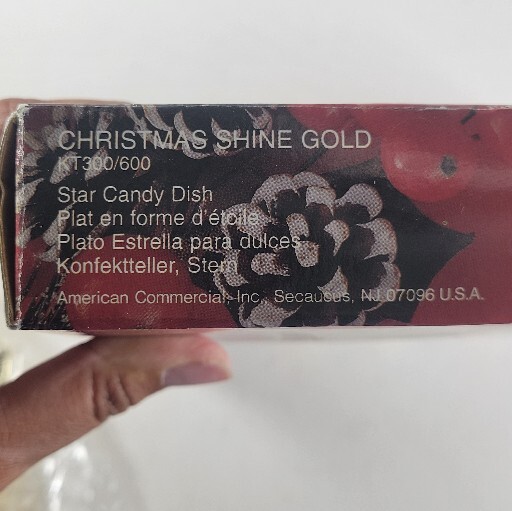 CHRISTMAS SHINE GOLD
KT300/600
Star Candy Dish
Plat en forme d'étoile
Plato Estrella para dulces
Konfektteller, Stern
American Commercial, Inc. Secaucus, NJ 07096 U.S.A.